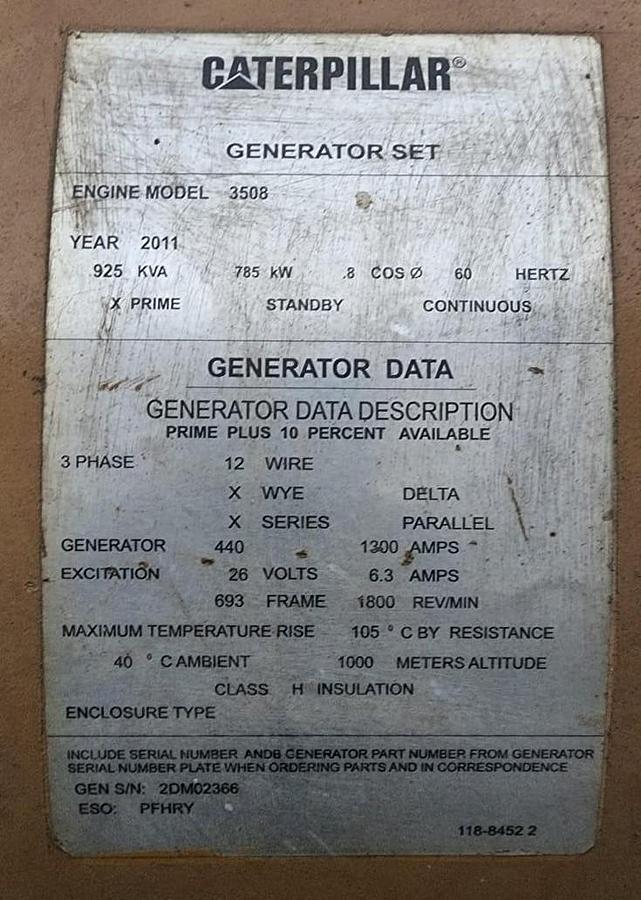 CATERPILLAR®
GENERATOR SET
ENGINE MODEL 3508
YEAR 2011
925 KVA 785 kW .8 COS Ø 60 HERTZ
X PRIME STANDBY CONTINUOUS
GENERATOR DATA
GENERATOR DATA DESCRIPTION
PRIME PLUS 10 PERCENT AVAILABLE
3 PHASE 12 WIRE
X WYE DELTA
X SERIES PARALLEL
GENERATOR 440 1300 AMPS
EXCITATION 26 VOLTS 6.3 AMPS
693 FRAME 1800 REV/MIN
MAXIMUM TEMPERATURE RISE 105 ° C BY RESISTANCE
40 ° C AMBIENT 1000 METERS ALTITUDE
CLASS H INSULATION
ENCLOSURE TYPE
INCLUDE SERIAL NUMBER ANDB GENERATOR PART NUMBER FROM GENERATOR
SERIAL NUMBER PLATE WHEN ORDERING PARTS AND IN CORRESPONDENCE
GEN S/N: 2DM02366
ESO: PFHRY
118-8452 2